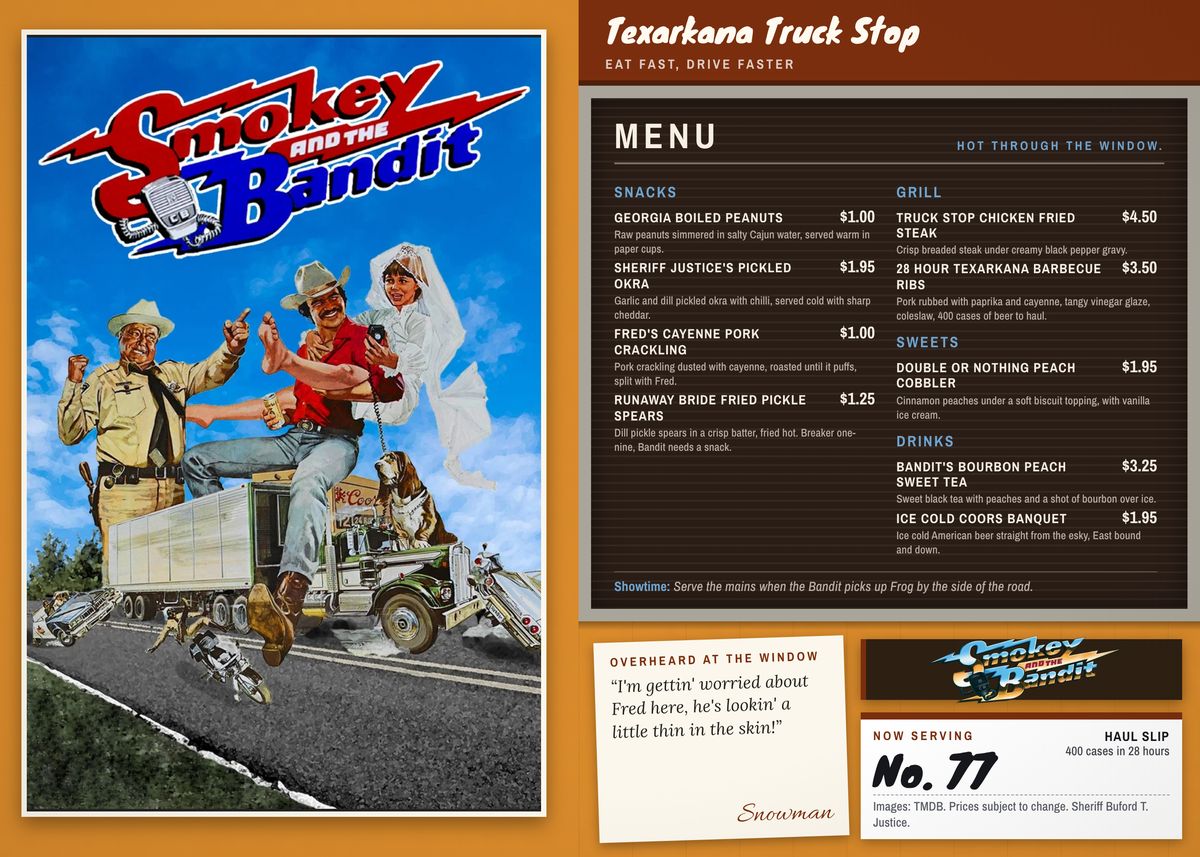 Smokey
AND THE
Bandit
CB
Coor
Texarkana Truck Stop
EAT FAST, DRIVE FASTER
MENU
HOT THROUGH THE WINDOW.
SNACKS
GEORGIA BOILED PEANUTS $1.00
Raw peanuts simmered in salty Cajun water, served warm in
paper cups.
SHERIFF JUSTICE'S PICKLED $1.95
OKRA
Garlic and dill pickled okra with chilli, served cold with sharp
cheddar.
FRED'S CAYENNE PORK $1.00
CRACKLING
Pork crackling dusted with cayenne, roasted until it puffs,
split with Fred.
RUNAWAY BRIDE FRIED PICKLE $1.25
SPEARS
Dill pickle spears in a crisp batter, fried hot. Breaker one-
nine, Bandit needs a snack.
GRILL
TRUCK STOP CHICKEN FRIED $4.50
STEAK
Crisp breaded steak under creamy black pepper gravy.
28 HOUR TEXARKANA BARBECUE $3.50
RIBS
Pork rubbed with paprika and cayenne, tangy vinegar glaze,
coleslaw, 400 cases of beer to haul.
SWEETS
DOUBLE OR NOTHING PEACH $1.95
COBBLER
Cinnamon peaches under a soft biscuit topping, with vanilla
ice cream.
DRINKS
BANDIT'S BOURBON PEACH $3.25
SWEET TEA
Sweet black tea with peaches and a shot of bourbon over ice.
ICE COLD COORS BANQUET $1.95
Ice cold American beer straight from the esky, East bound
and down.
Showtime: Serve the mains when the Bandit picks up Frog by the side of the road.
OVERHEARD AT THE WINDOW
“I'm gettin' worried about
Fred here, he's lookin' a
little thin in the skin!”
Snowman
Smokey
AND THE
Bandit
NOW SERVING
No. 77
HAUL SLIP
400 cases in 28 hours
Images: TMDB. Prices subject to change. Sheriff Buford T.
Justice.